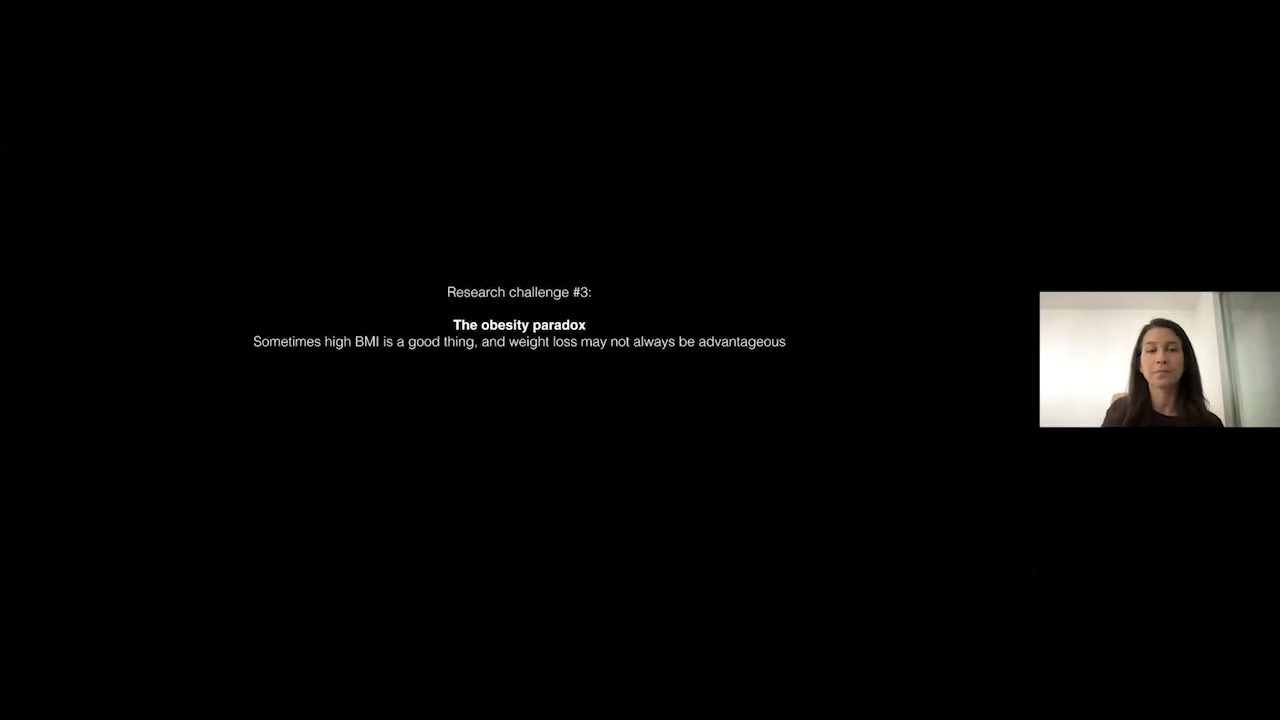 Research challenge #3:
The obesity paradox
Sometimes high BMI is a good thing, and weight loss may not always be advantageous